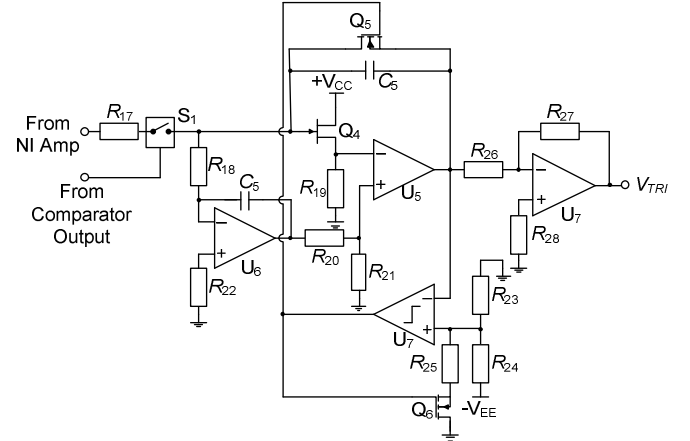 Q5
+VCC
C5
From
NI Amp
R17
S1
Q4
R18
C5
R19
U5
R26
R27
VTRI
U7
R28
From
Comparator
Output
U6
R20
R21
R22
R23
U7
R25
R24
Q6
-VEE